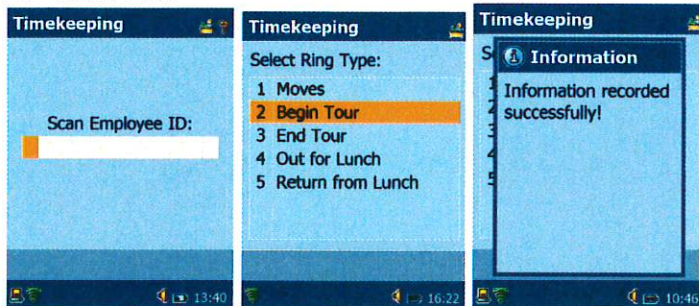 Timekeeping
Scan Employee ID:
13:40
Timekeeping
Select Ring Type:
1 Moves
2 Begin Tour
3 End Tour
4 Out for Lunch
5 Return from Lunch
16:22
Timekeeping
Information
Information recorded
successfully!
10:46